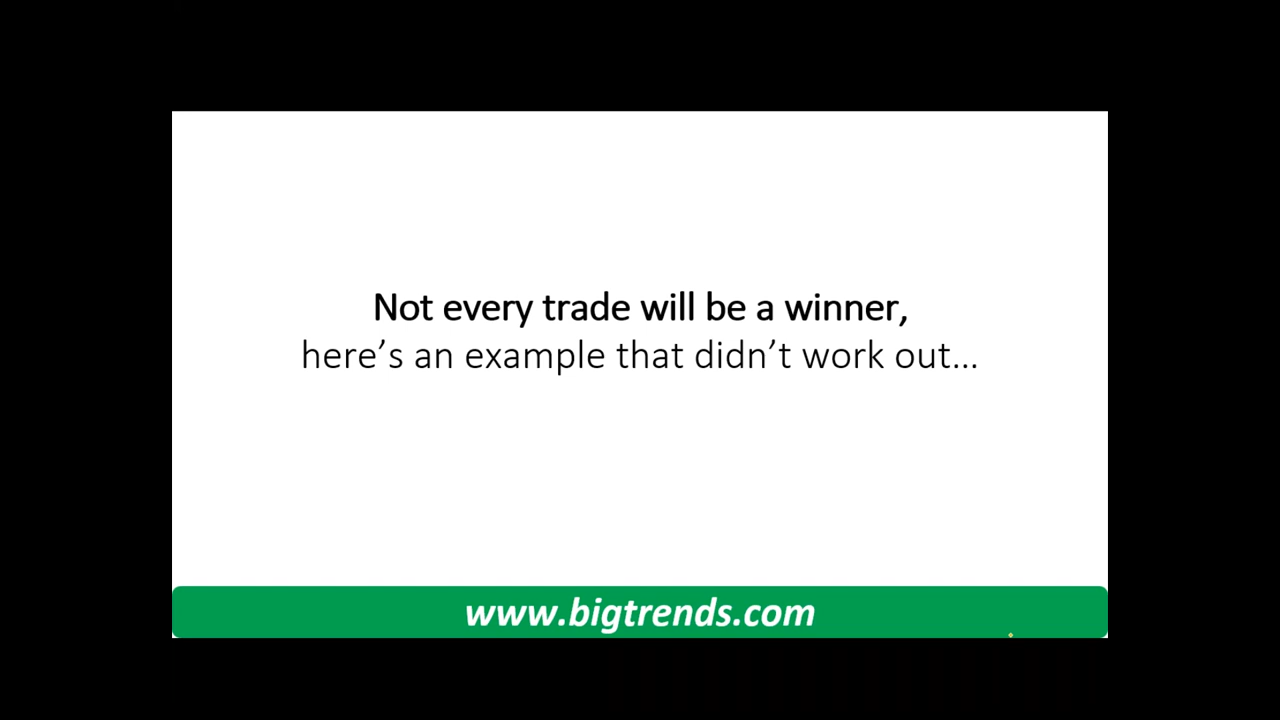 Not every trade will be a winner,
here’s an example that didn’t work out...
www.bigtrends.com